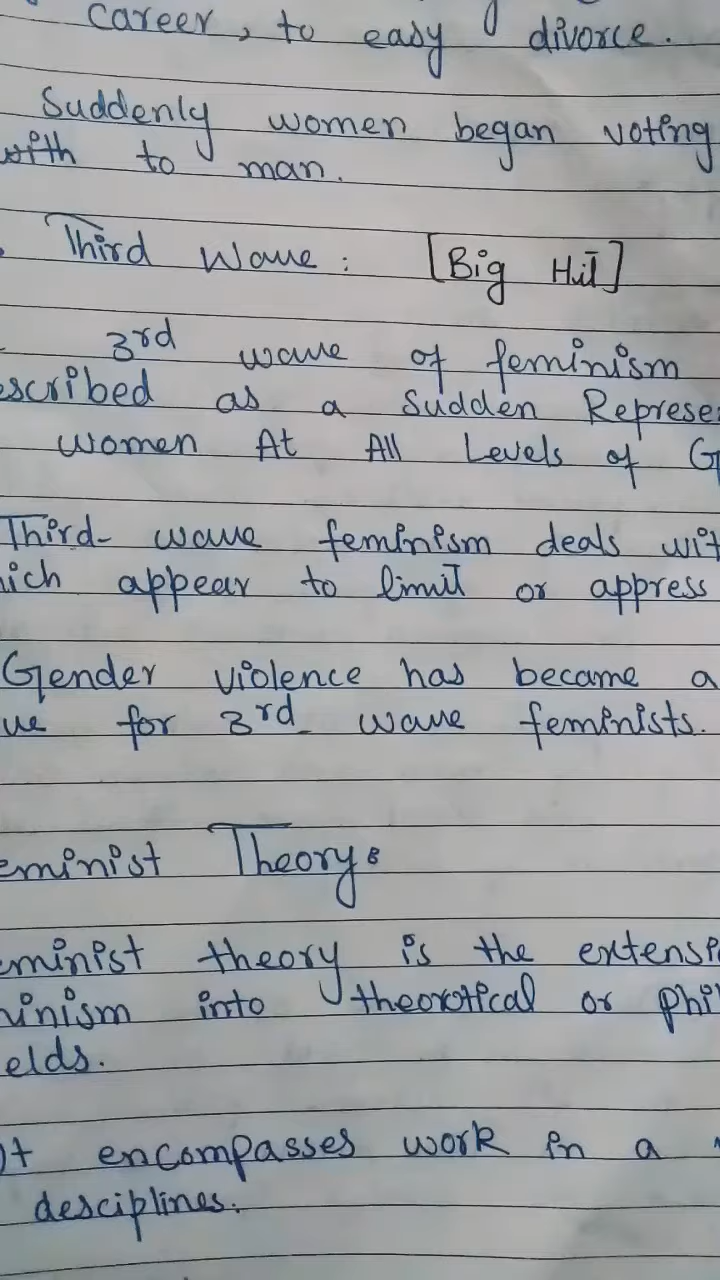 career, to easy divorce.
Suddenly women began voting
with to man.
Third Wave : [Big Hit]
3rd wave of feminism
escribed as a Sudden Represe
women At All Levels of G
Third- wave feminism deals wit
ich appear to limit or appress
Gender violence has became a
ue for 3rd wave feminists.
eminist Theory:
minist theory is the extensi
inism into theorotical or phi
elds.
It encompasses work in a
desciplines.